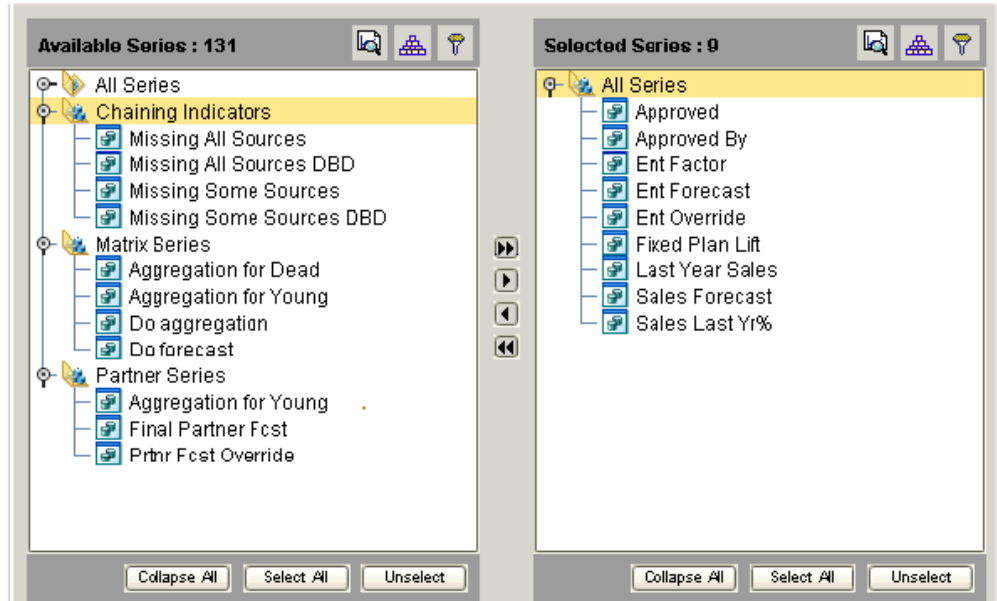 Available Series : 131
All Series
Chaining Indicators
Missing All Sources
Missing All Sources DBD
Missing Some Sources
Missing Some Sources DBD
Matrix Series
Aggregation for Dead
Aggregation for Young
Do aggregation
Do forecast
Partner Series
Aggregation for Young
Final Partner Fcst
Prtnr Fcst Override
Collapse All
Select All
Unselect
Selected Series : 9
All Series
Approved
Approved By
Ent Factor
Ent Forecast
Ent Override
Fixed Plan Lift
Last Year Sales
Sales Forecast
Sales Last Yr%
Collapse All
Select All
Unselect